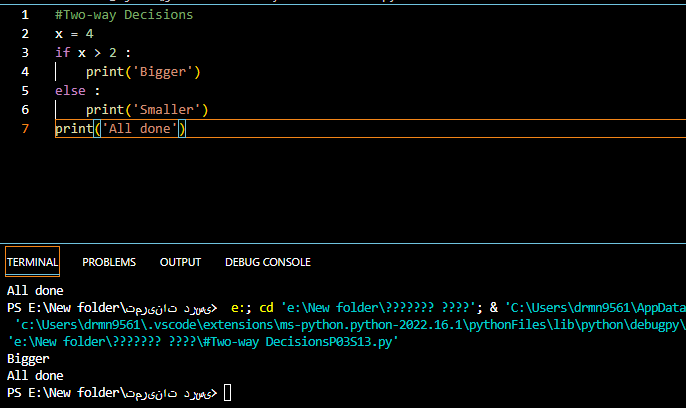 1 #Two-way Decisions
2 x = 4
3 if x > 2 :
4     print('Bigger')
5 else :
6     print('Smaller')
7 print('All done')
TERMINAL PROBLEMS OUTPUT DEBUG CONSOLE
All done
PS E:\New folder\تمرینات درسی> e:; cd 'e:\New folder\??????? ????'; & 'C:\Users\drmn9561\AppData
'c:\Users\drmn9561\.vscode\extensions\ms-python.python-2022.16.1\pythonFiles\lib\python\debugpy\
'e:\New folder\??????? ????\#Two-way DecisionsP03S13.py'
Bigger
All done
PS E:\New folder\تمرینات درسی>